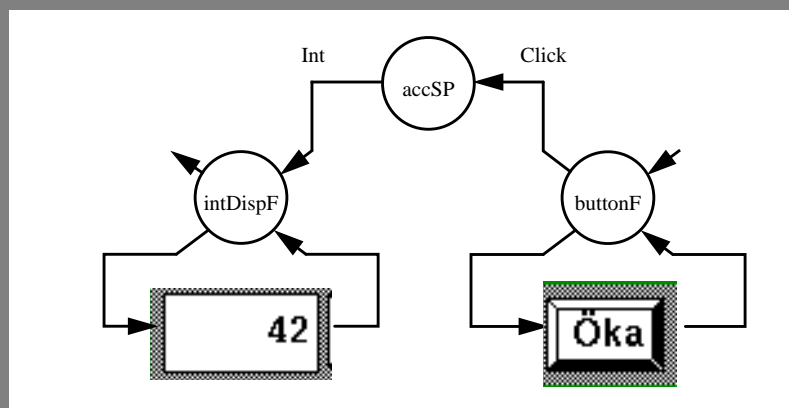 Int
Click
accSP
intDispF
buttonF
42
Öka